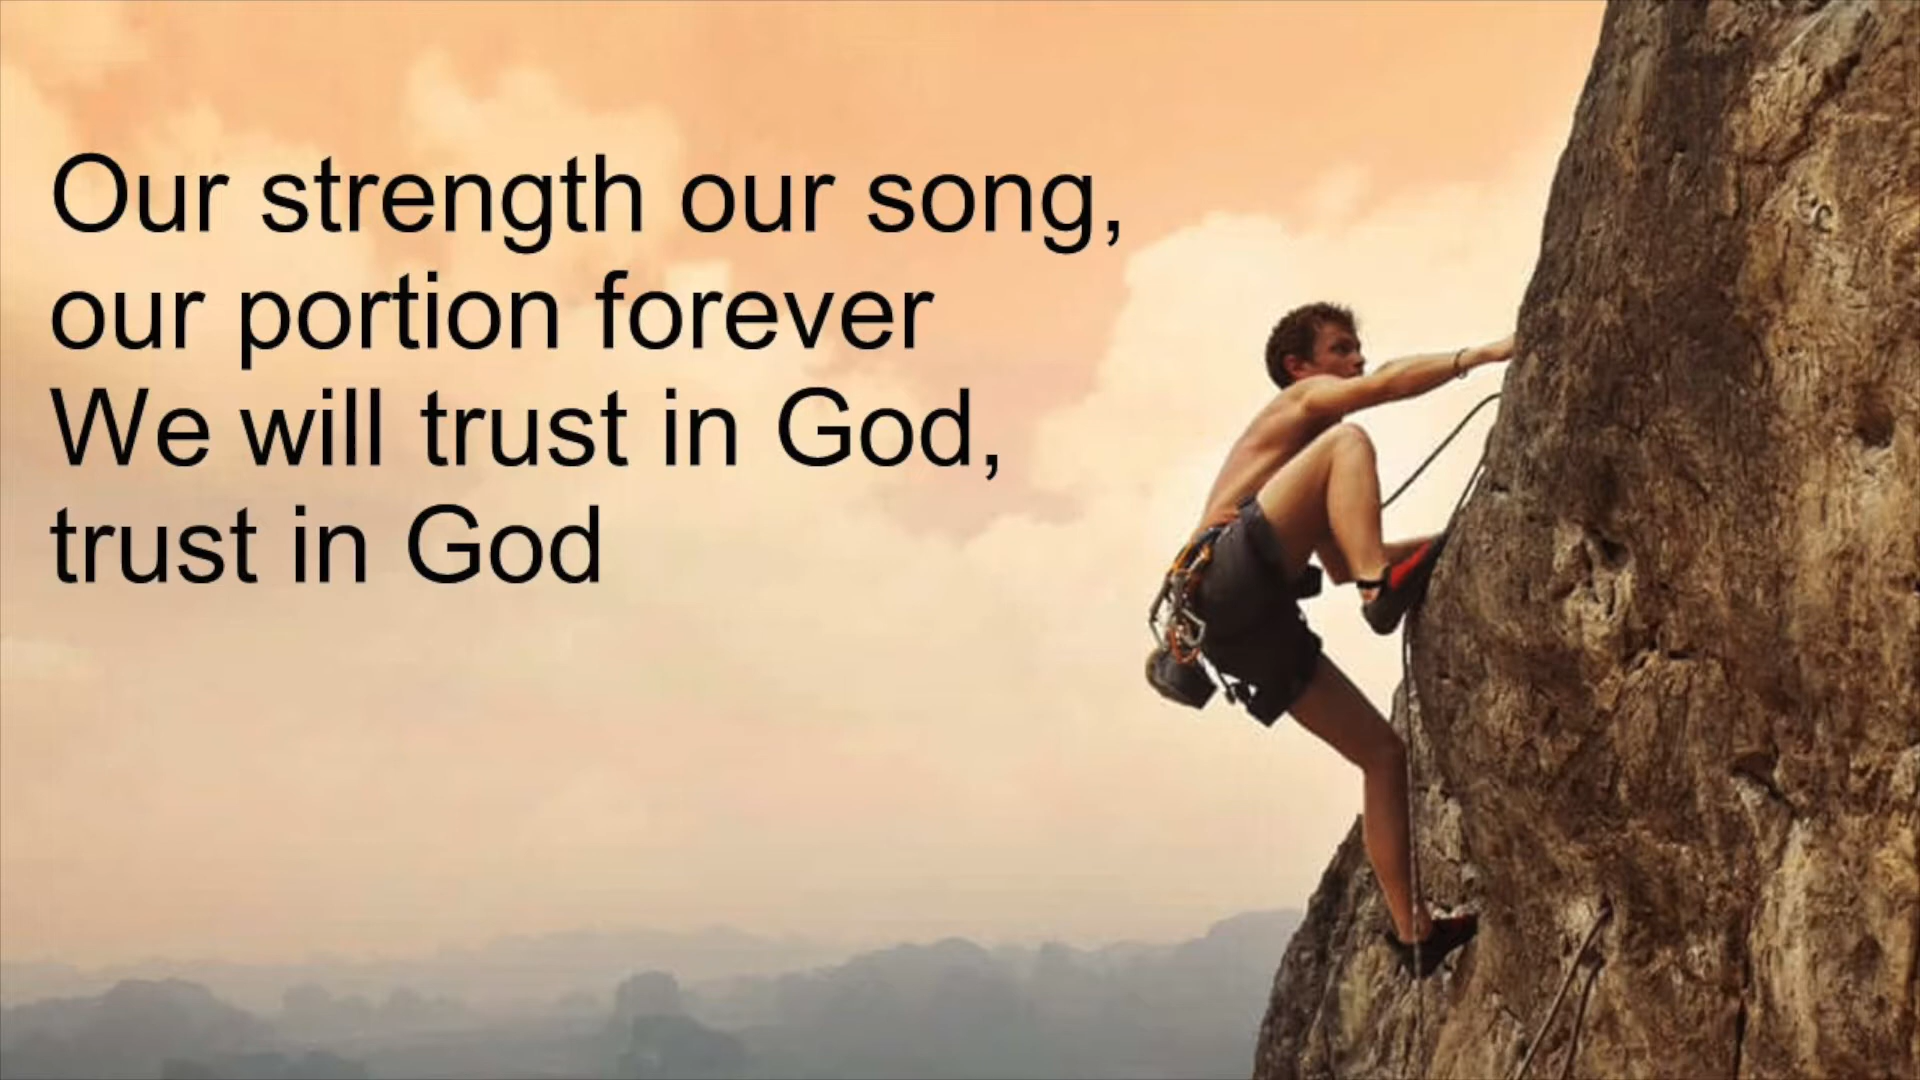 Our strength our song,
our portion forever
We will trust in God,
trust in God